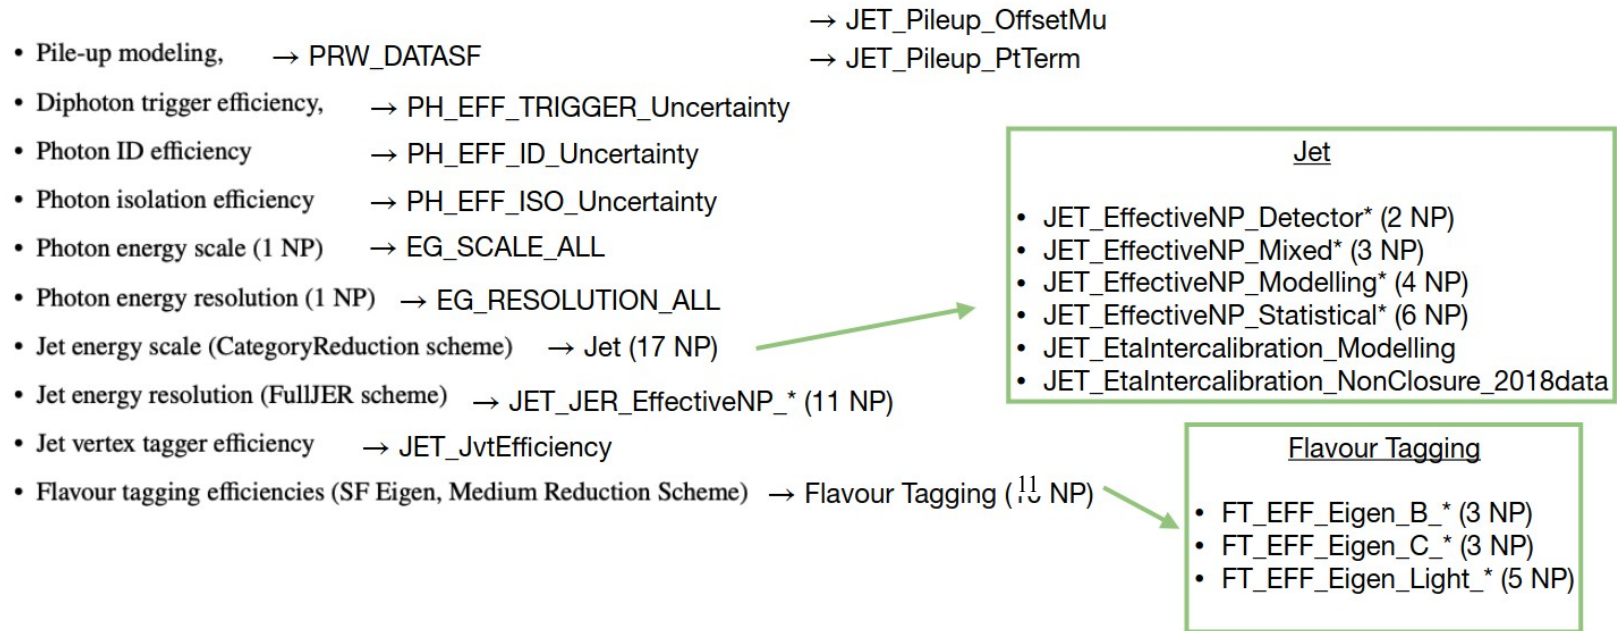 → JET_Pileup_OffsetMu
• Pile-up modeling, → PRW_DATASF → JET_Pileup_PtTerm
• Diphoton trigger efficiency, → PH_EFF_TRIGGER_Uncertainty
• Photon ID efficiency → PH_EFF_ID_Uncertainty
• Photon isolation efficiency → PH_EFF_ISO_Uncertainty
• Photon energy scale (1 NP) → EG_SCALE_ALL
• Photon energy resolution (1 NP) → EG_RESOLUTION_ALL
• Jet energy scale (CategoryReduction scheme) → Jet (17 NP)
• Jet energy resolution (FullJER scheme) → JET_JER_EffectiveNP_* (11 NP)
• Jet vertex tagger efficiency → JET_JvtEfficiency
• Flavour tagging efficiencies (SF Eigen, Medium Reduction Scheme) → Flavour Tagging (11 NP)
Jet
• JET_EffectiveNP_Detector* (2 NP)
• JET_EffectiveNP_Mixed* (3 NP)
• JET_EffectiveNP_Modelling* (4 NP)
• JET_EffectiveNP_Statistical* (6 NP)
• JET_EtaIntercalibration_Modelling
• JET_EtaIntercalibration_NonClosure_2018data
Flavour Tagging
• FT_EFF_Eigen_B_* (3 NP)
• FT_EFF_Eigen_C_* (3 NP)
• FT_EFF_Eigen_Light_* (5 NP)